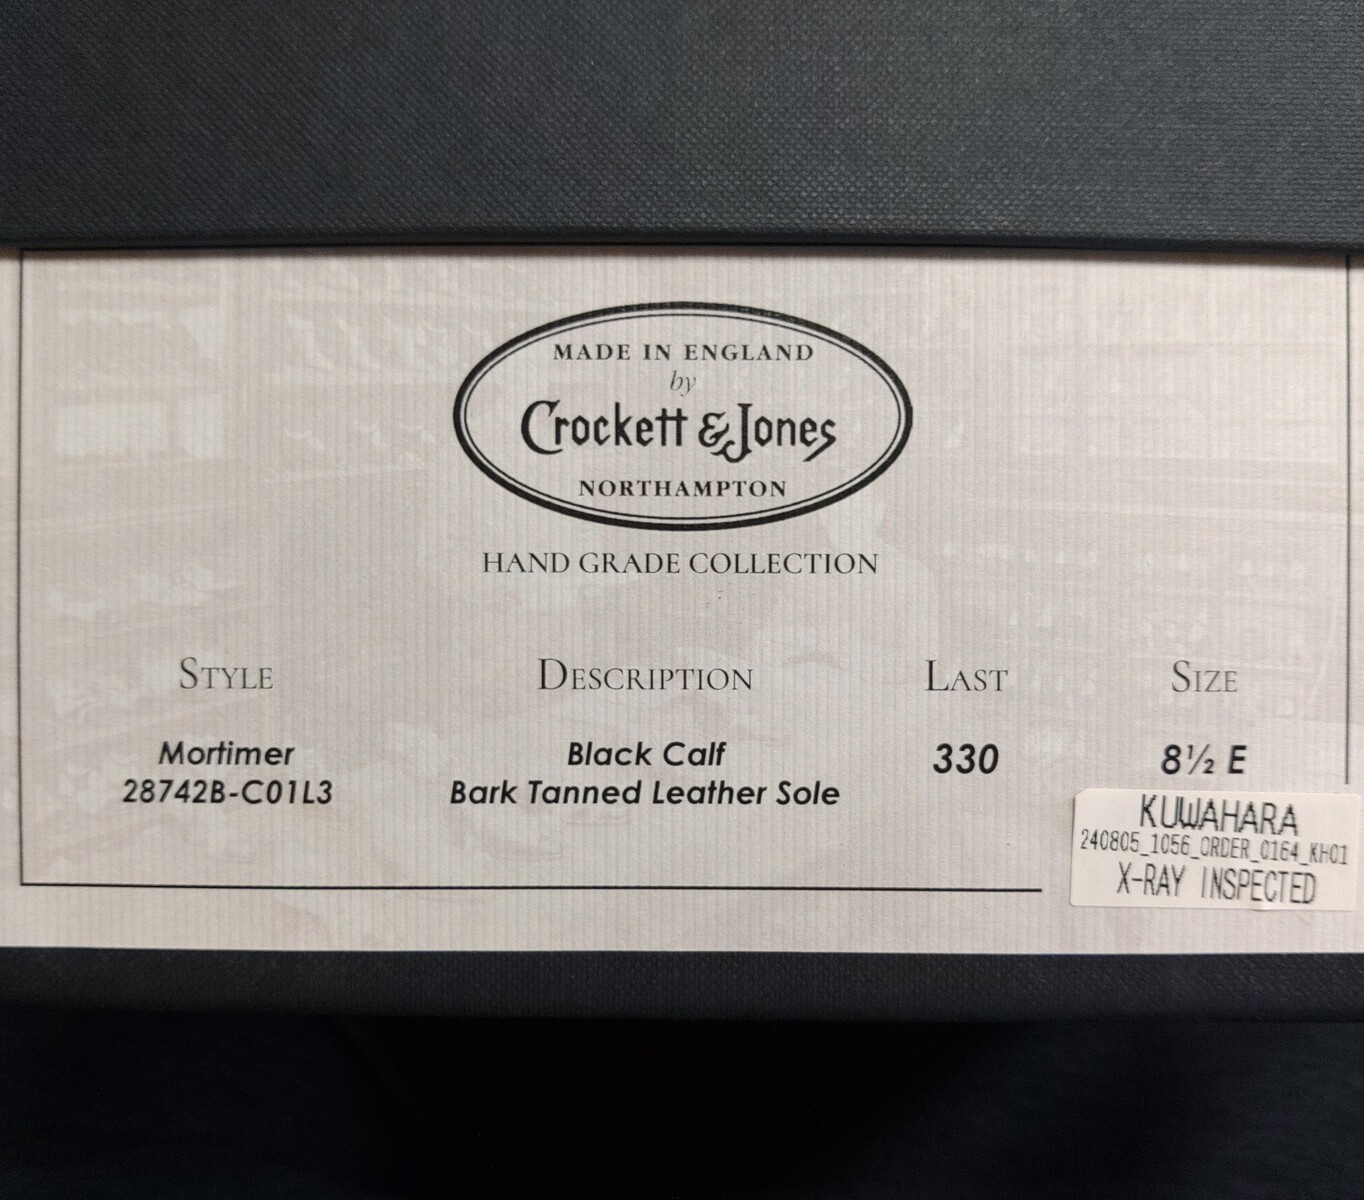 MADE IN ENGLAND
by
Crockett & Jones
NORTHAMPTON
HAND GRADE COLLECTION
STYLE DESCRIPTION LAST SIZE
Mortimer Black Calf 330 8½ E
28742B-C01L3 Bark Tanned Leather Sole
KUWAHARA
240805_1056_ORDER_0164_KH01
X-RAY INSPECTED